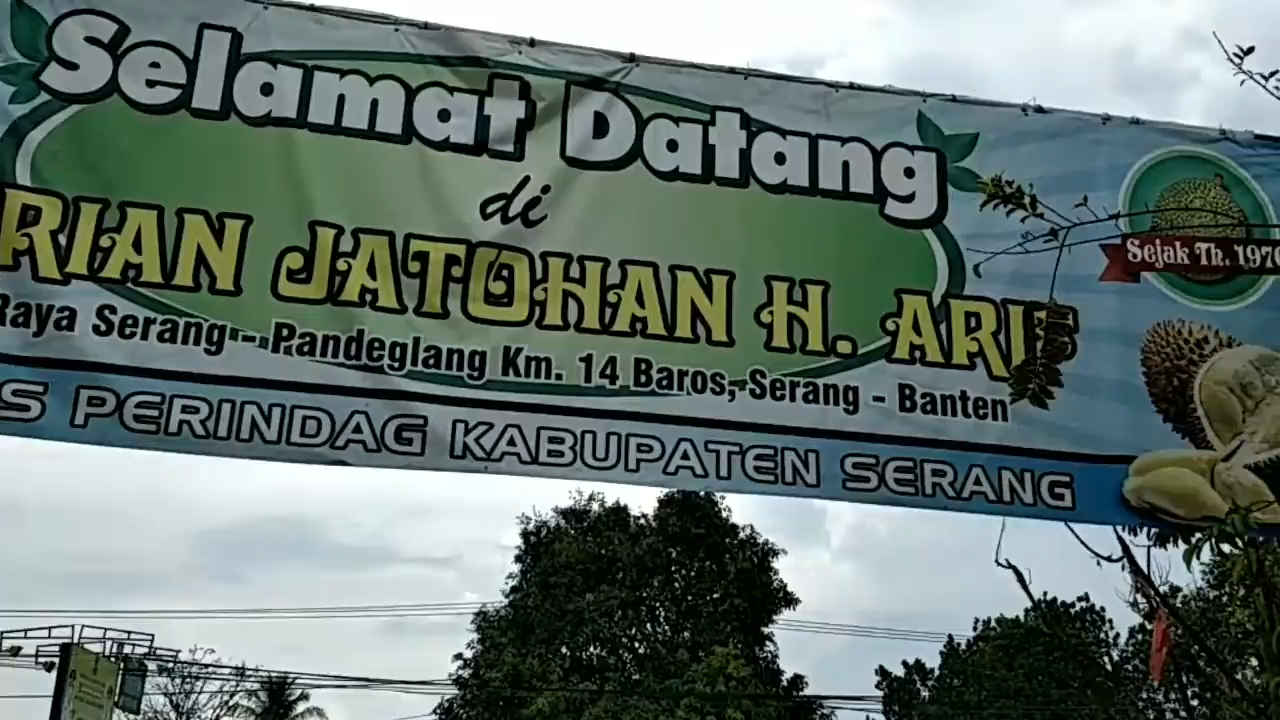 Selamat Datang
di
RIAN JATOHAN H. ARIF
Raya Serang - Pandeglang Km. 14 Baros, Serang - Banten
S PERINDAG KABUPATEN SERANG
Sejak Th. 1970